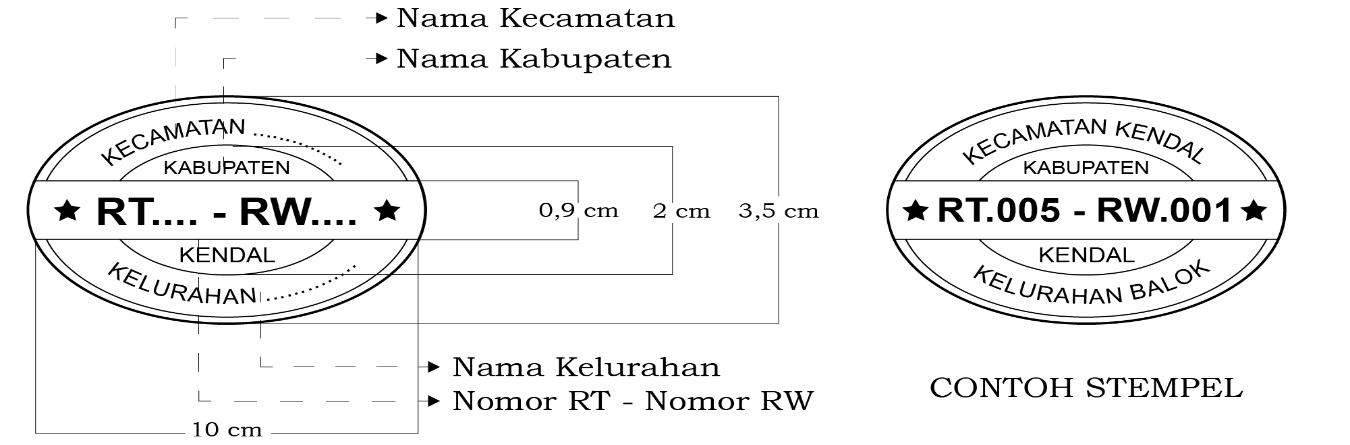 Nama Kecamatan
Nama Kabupaten
KECAMATAN ..........
KABUPATEN
★ RT.... - RW.... ★
KENDAL
KELURAHAN ..........
0,9 cm
2 cm
3,5 cm
Nama Kelurahan
Nomor RT - Nomor RW
10 cm
KECAMATAN KENDAL
KABUPATEN
★ RT.005 - RW.001 ★
KENDAL
KELURAHAN BALOK
CONTOH STEMPEL